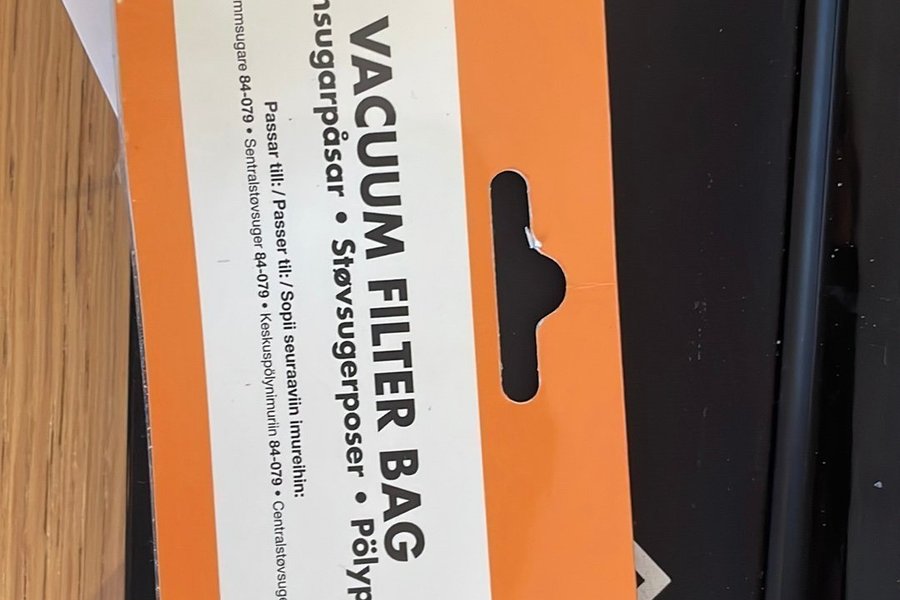 VACUUM FILTER BAG
nsugarpåsar • Støvsugerposer • Pölyp
Passar till: / Passer til: / Sopii seuraaviin imureihin:
mmsugare 84-079 • Sentralstøvsuger 84-079 • Keskuspölynimuriin 84-079 • Centralstøvsuge